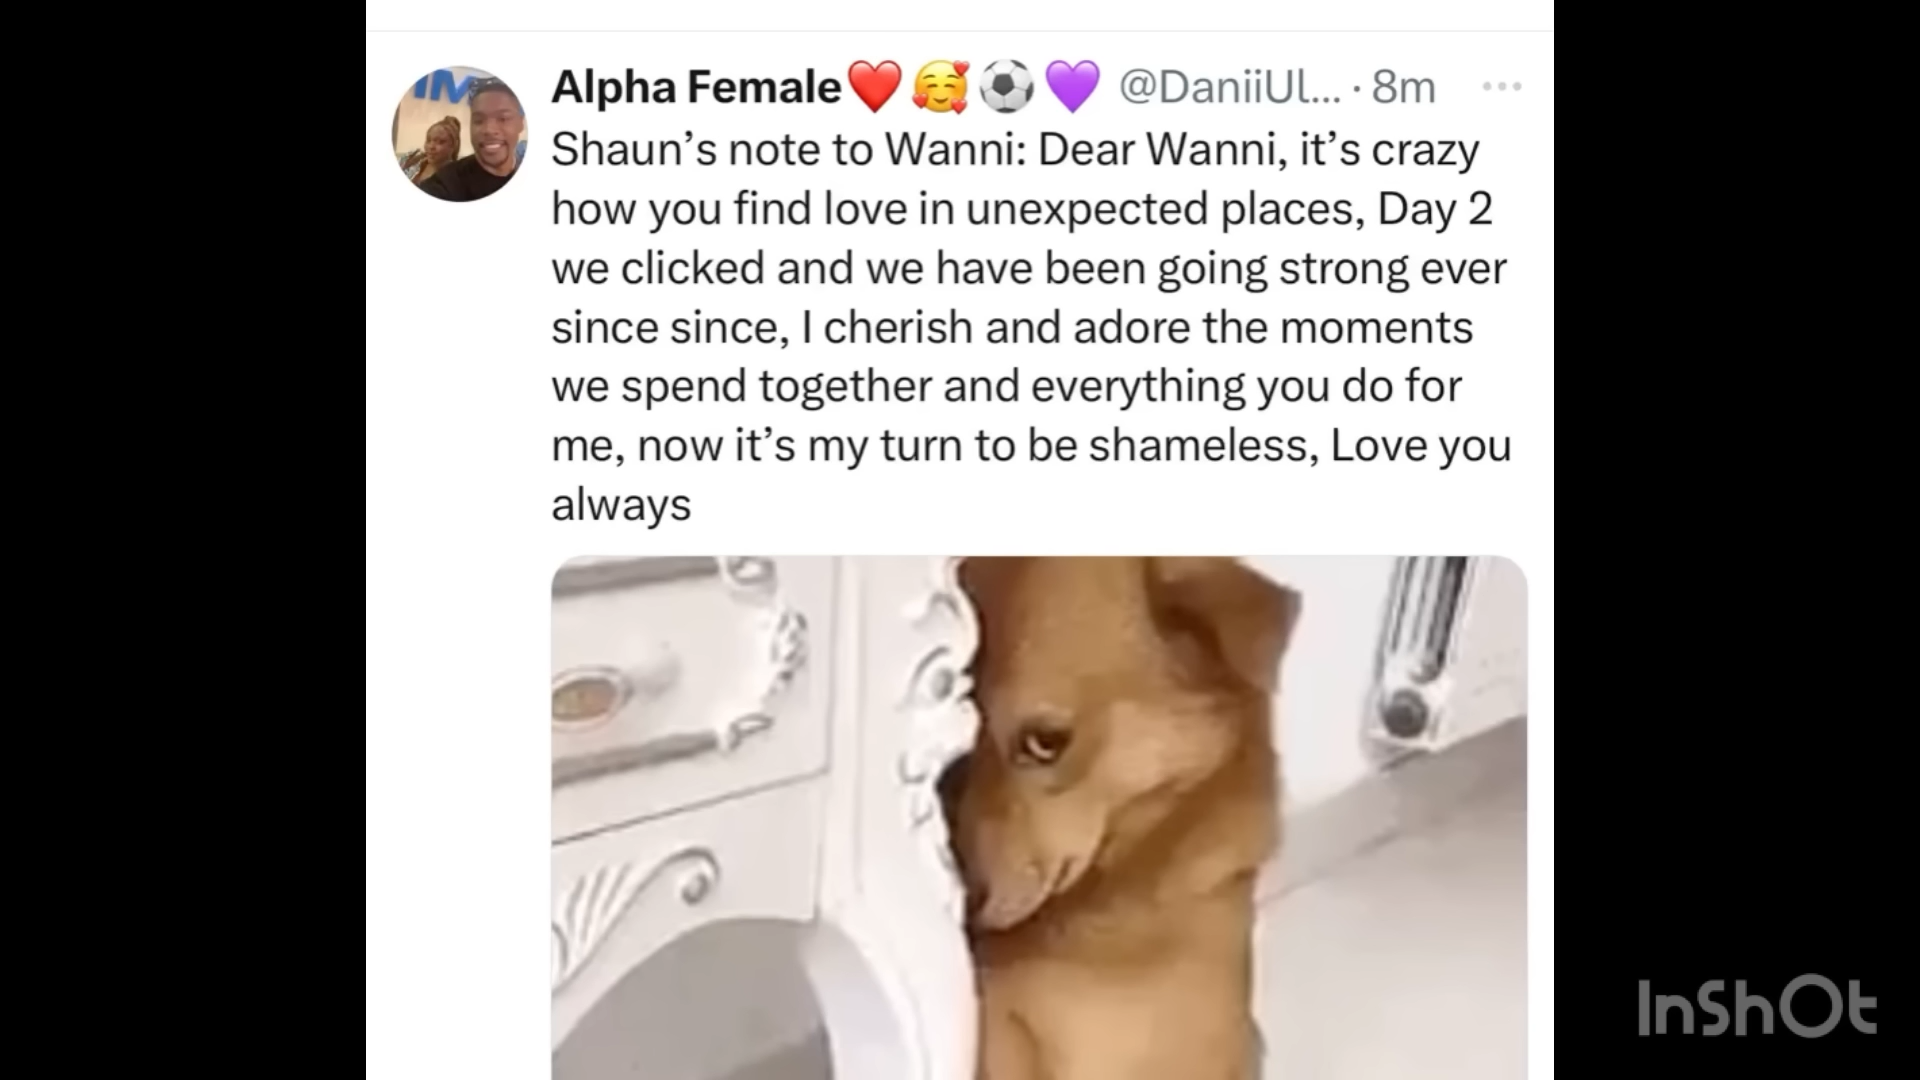 Alpha Female❤️🥰⚽💜 @DaniiUl... · 8m
Shaun’s note to Wanni: Dear Wanni, it’s crazy
how you find love in unexpected places, Day 2
we clicked and we have been going strong ever
since since, I cherish and adore the moments
we spend together and everything you do for
me, now it’s my turn to be shameless, Love you
always
InShOt